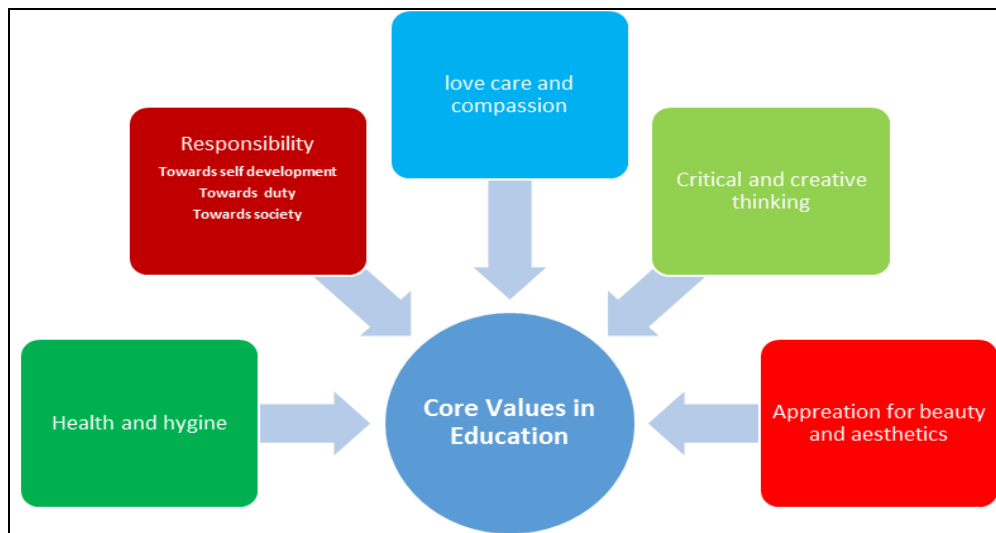 love care and
compassion
Responsibility
Towards self development
Towards duty
Towards society
Critical and creative
thinking
Health and hygine
Core Values in
Education
Appreation for beauty
and aesthetics